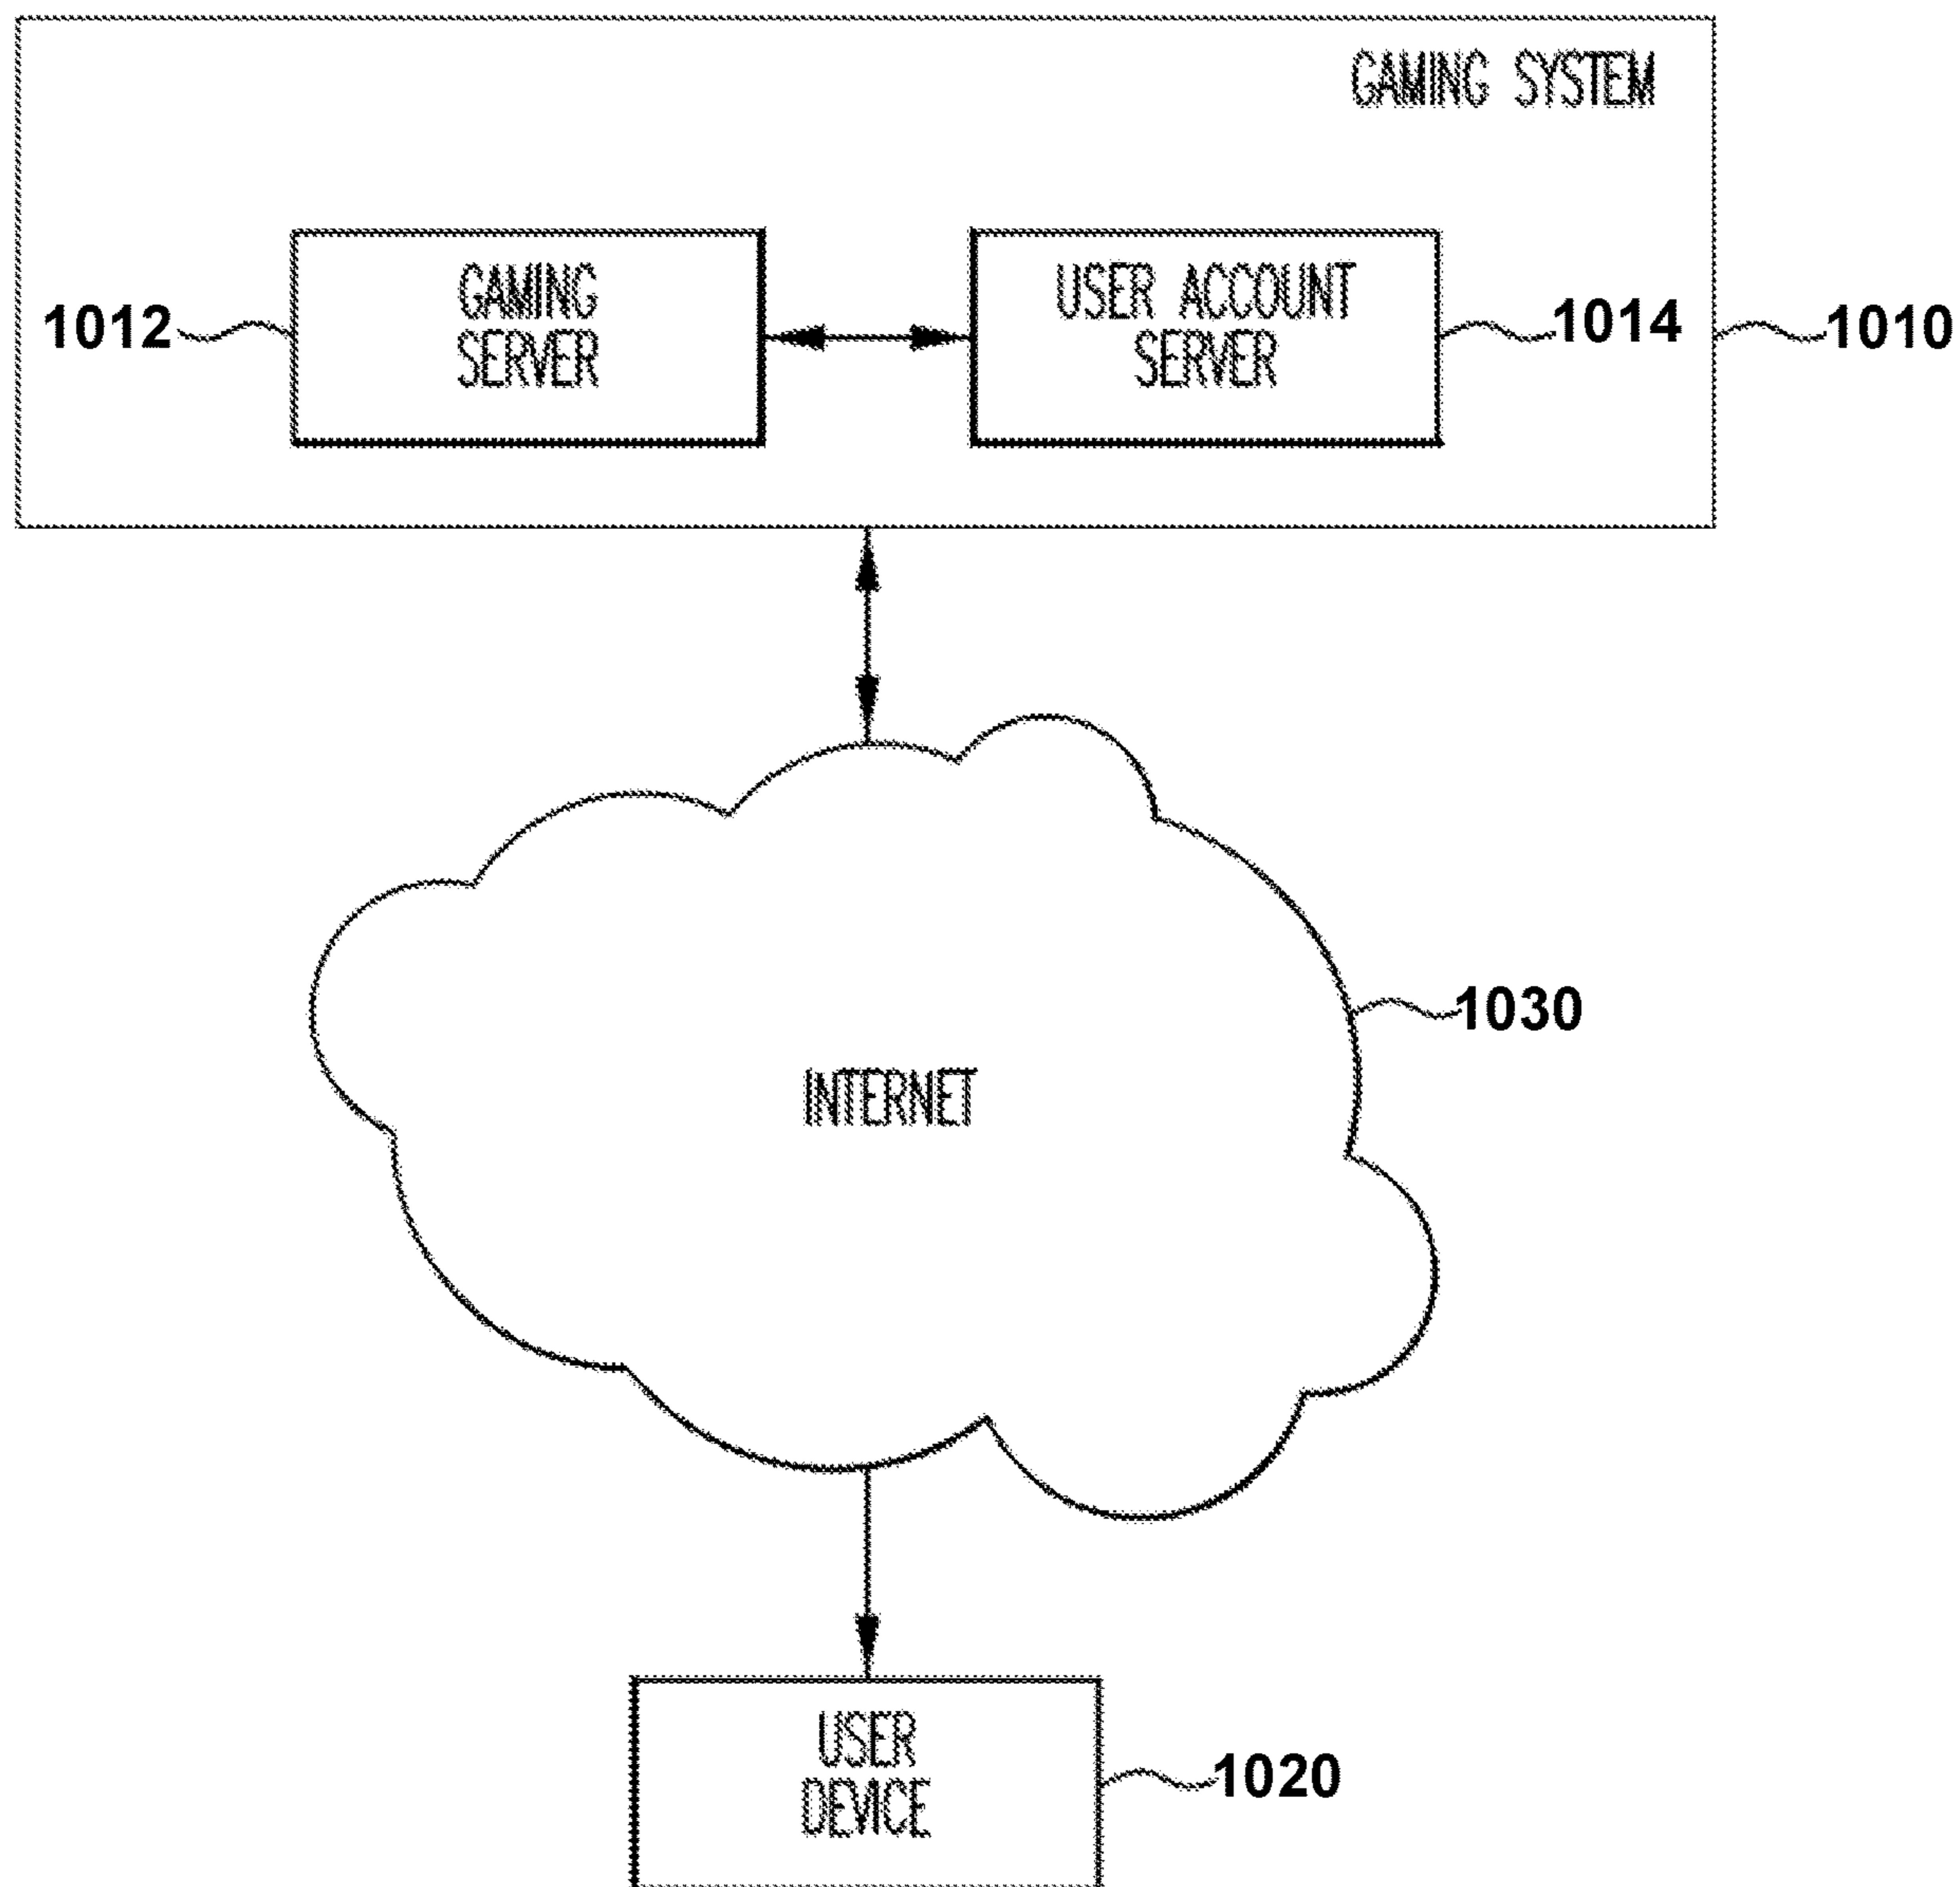 GAMING SYSTEM
GAMING
SERVER
USER ACCOUNT
SERVER
1012
1014
1010
1030
INTERNET
USER
DEVICE
1020